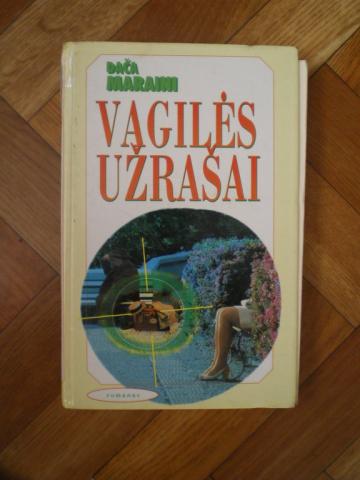 DAČA
MARAINI
VAGILĖS
UŽRAŠAI
romanas